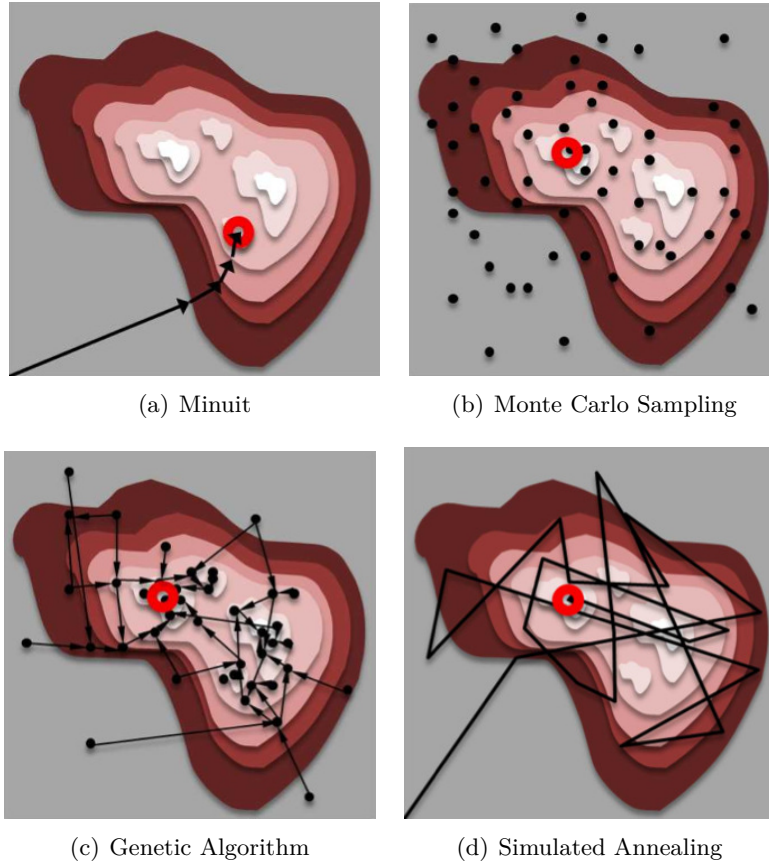 (a) Minuit
(b) Monte Carlo Sampling
(c) Genetic Algorithm
(d) Simulated Annealing